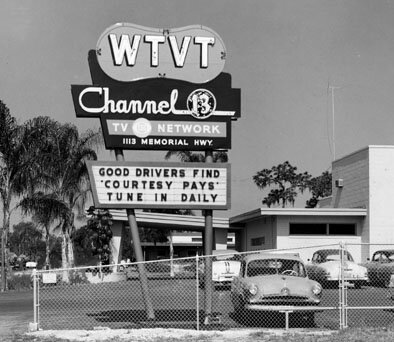 WTVT
Channel 13
TV NETWORK
1113 MEMORIAL HWY.
GOOD DRIVERS FIND
'COURTESY PAYS'
TUNE IN DAILY